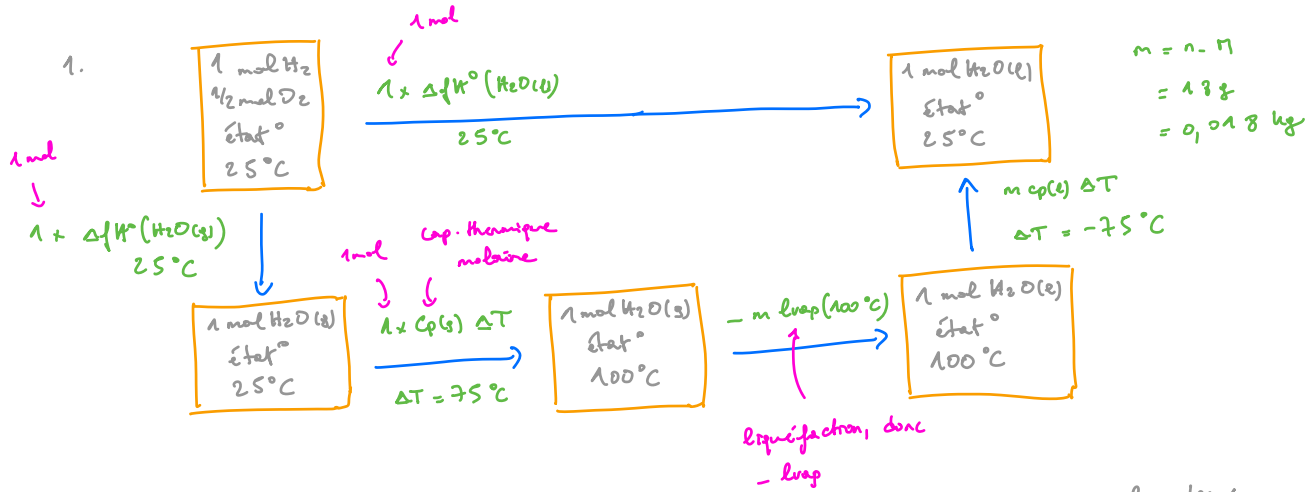 1.
1 mol H₂
1/2 mol O₂
état°
25°C
1 mol
1 × ΔfH°(H₂O(l))
25°C
1 mol H₂O(l)
état°
25°C
m = n. M
= 18 g
= 0,018 kg
1 mol
1 × ΔfH°(H₂O(g))
25°C
m cp(l) ΔT
ΔT = -75°C
1 mol
cap. thermique
molaire
1 mol H₂O(g)
état°
25°C
1 × Cp(g) ΔT
ΔT = 75°C
1 mol H₂O(g)
état°
100°C
- m lvap(100°C)
1 mol H₂O(l)
état°
100°C
liquéfaction, donc
- lvap